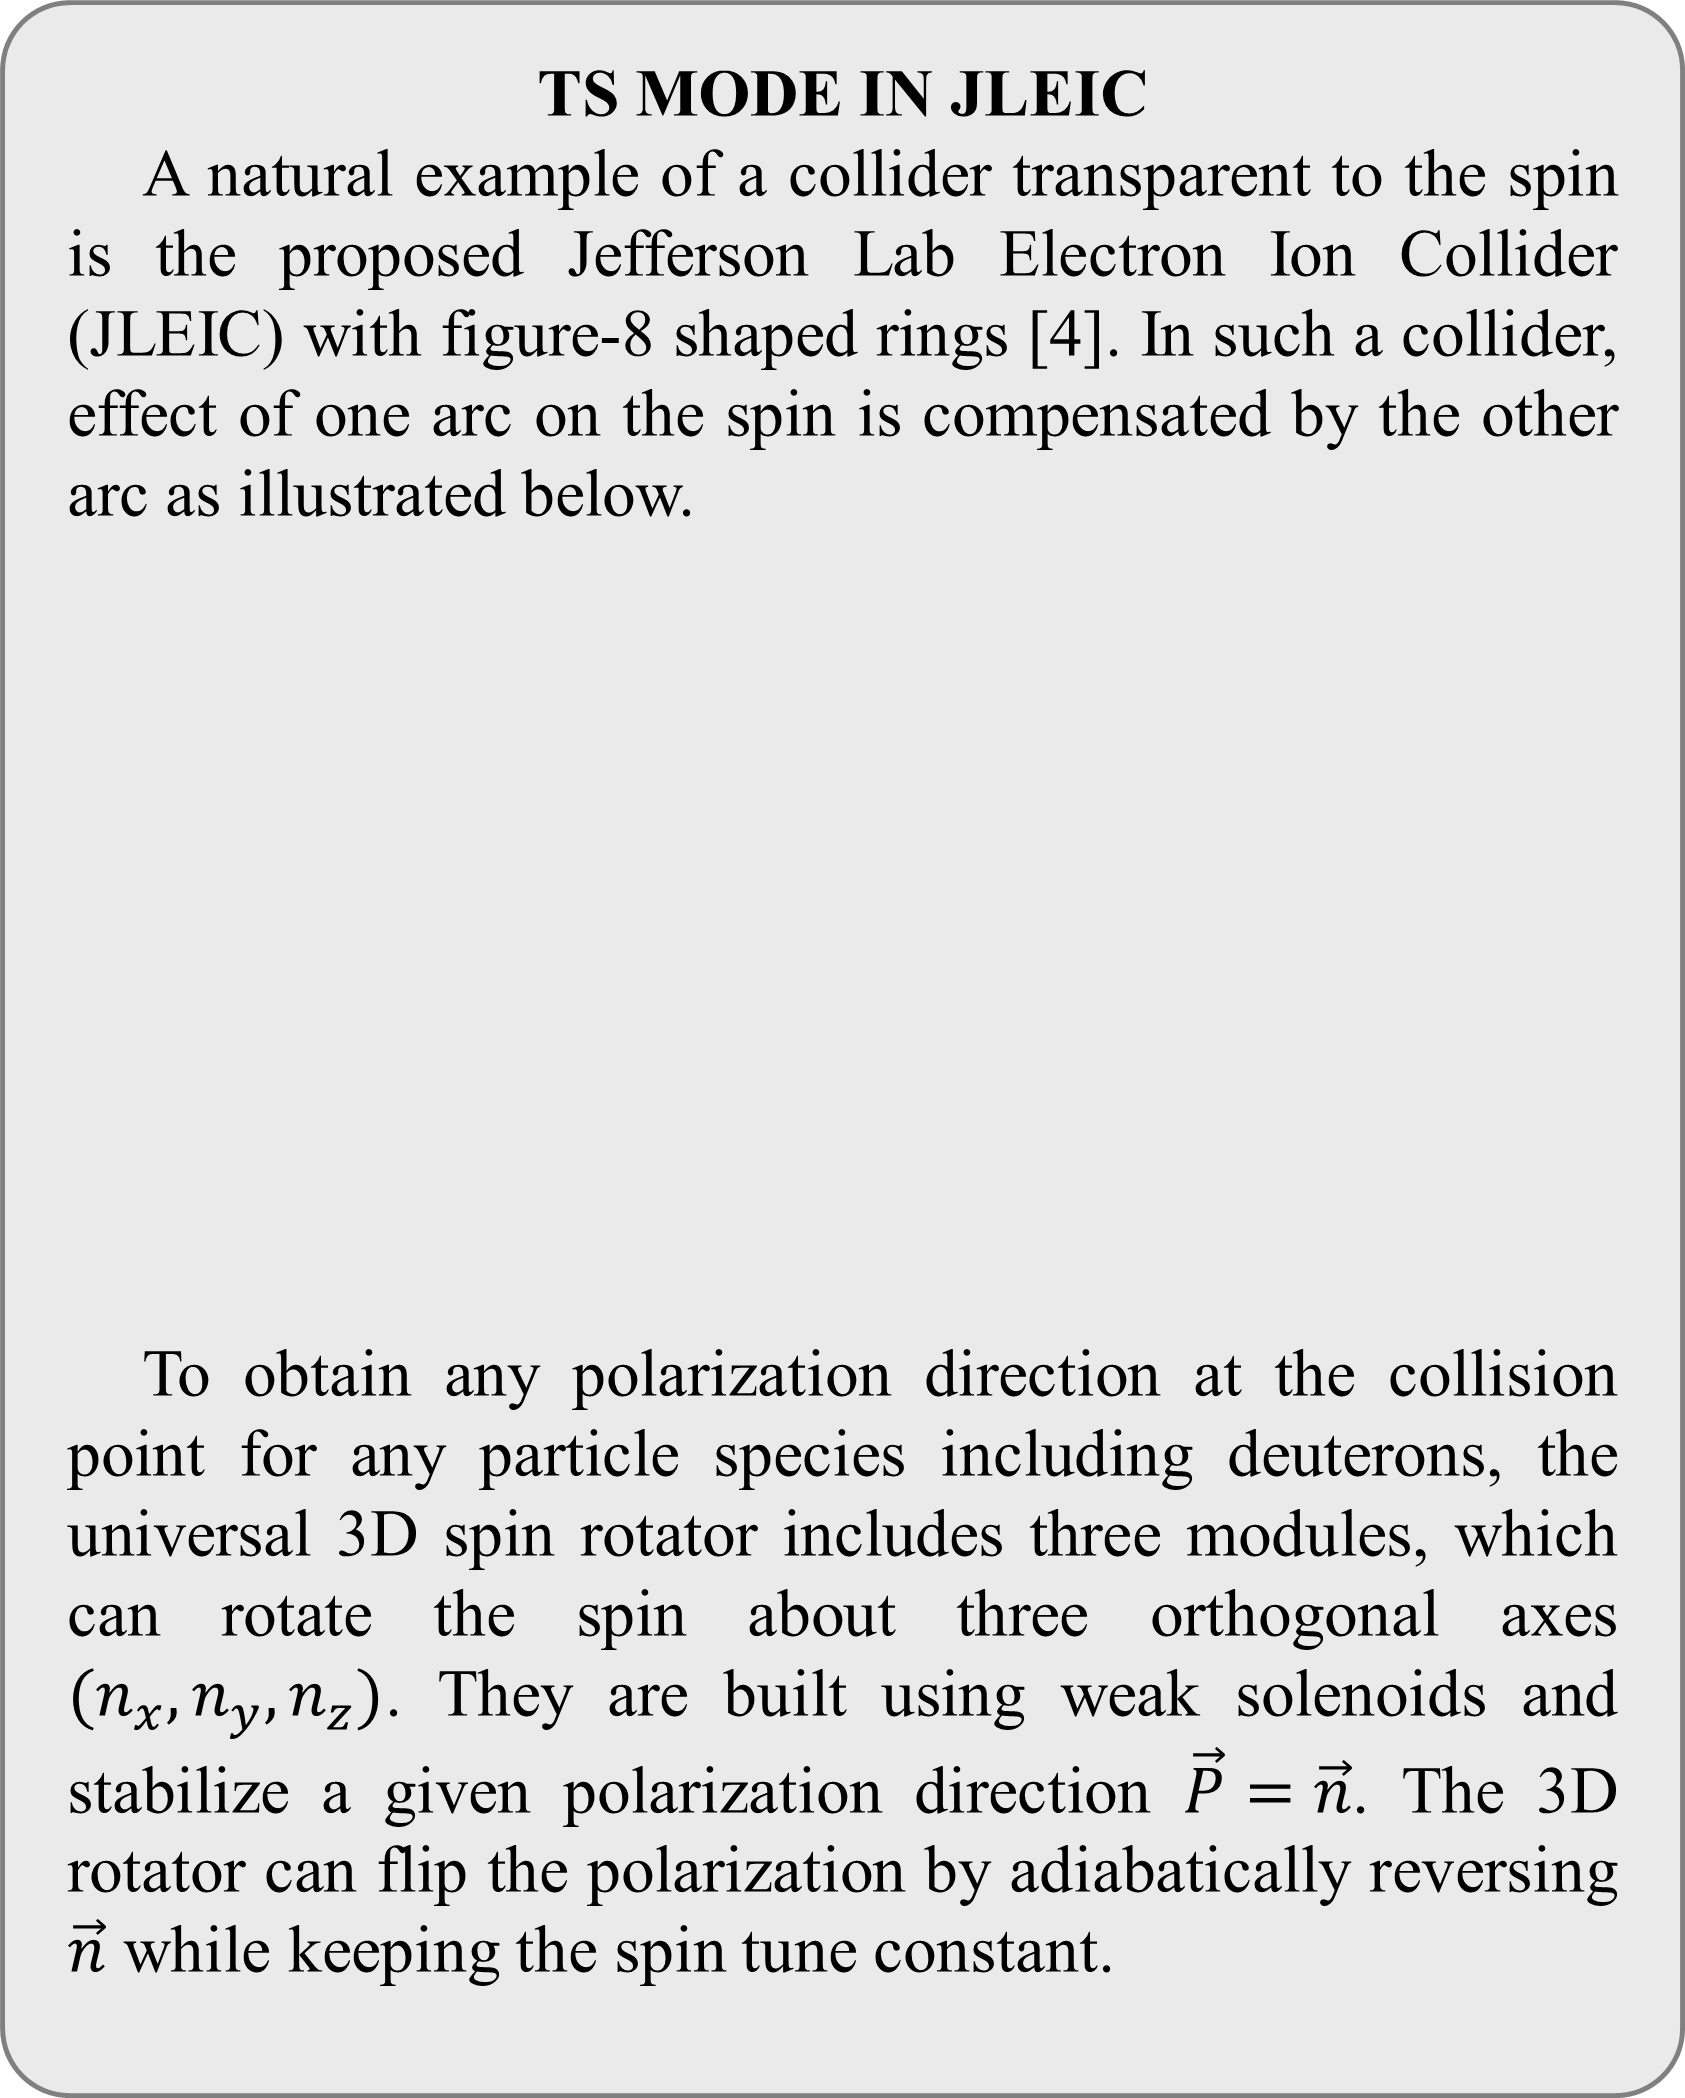 TS MODE IN JLEIC
A natural example of a collider transparent to the spin
is the proposed Jefferson Lab Electron Ion Collider
(JLEIC) with figure-8 shaped rings [4]. In such a collider,
effect of one arc on the spin is compensated by the other
arc as illustrated below.
To obtain any polarization direction at the collision
point for any particle species including deuterons, the
universal 3D spin rotator includes three modules, which
can rotate the spin about three orthogonal axes
(𝑛ₓ, 𝑛_𝑦, 𝑛_𝑧). They are built using weak solenoids and
stabilize a given polarization direction 𝑃⃗ = 𝑛⃗. The 3D
rotator can flip the polarization by adiabatically reversing
𝑛⃗ while keeping the spin tune constant.